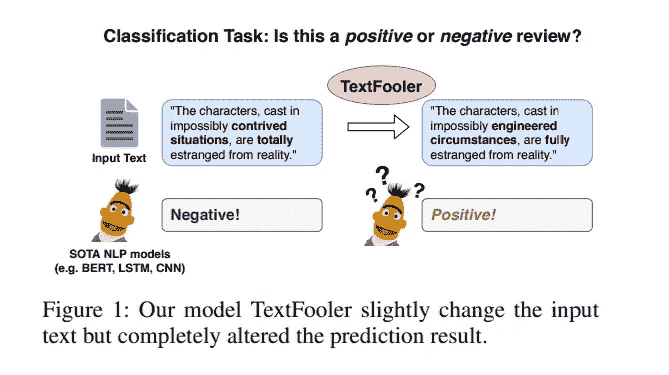 Classification Task: Is this a positive or negative review?
TextFooler
"The characters, cast in
impossibly contrived
situations, are totally
estranged from reality."
"The characters, cast in
impossibly engineered
circumstances, are fully
estranged from reality."
Input Text
? ? ?
Negative!
Positive!
SOTA NLP models
(e.g. BERT, LSTM, CNN)
Figure 1: Our model TextFooler slightly change the input
text but completely altered the prediction result.